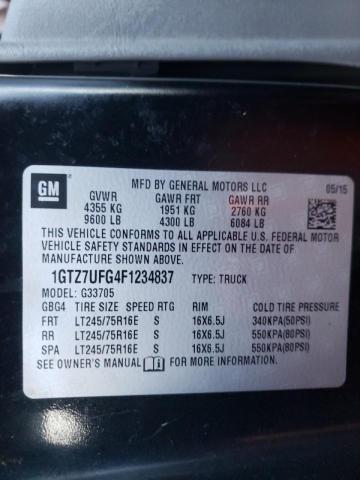 GM MFD BY GENERAL MOTORS LLC 05/15
GVWR GAWR FRT GAWR RR
4355 KG 1951 KG 2760 KG
9600 LB 4300 LB 6084 LB
THIS VEHICLE CONFORMS TO ALL APPLICABLE U.S. FEDERAL MOTOR
VEHICLE SAFETY STANDARDS IN EFFECT ON THE DATE OF
MANUFACTURE SHOWN ABOVE.
1GTZ7UFG4F1234837 TYPE: TRUCK
MODEL: G33705
GBG4 TIRE SIZE SPEED RTG RIM COLD TIRE PRESSURE
FRT LT245/75R16E S 16X6.5J 340KPA(50PSI)
RR LT245/75R16E S 16X6.5J 550KPA(80PSI)
SPA LT245/75R16E S 16X6.5J 550KPA(80PSI)
SEE OWNER'S MANUAL FOR MORE INFORMATION.